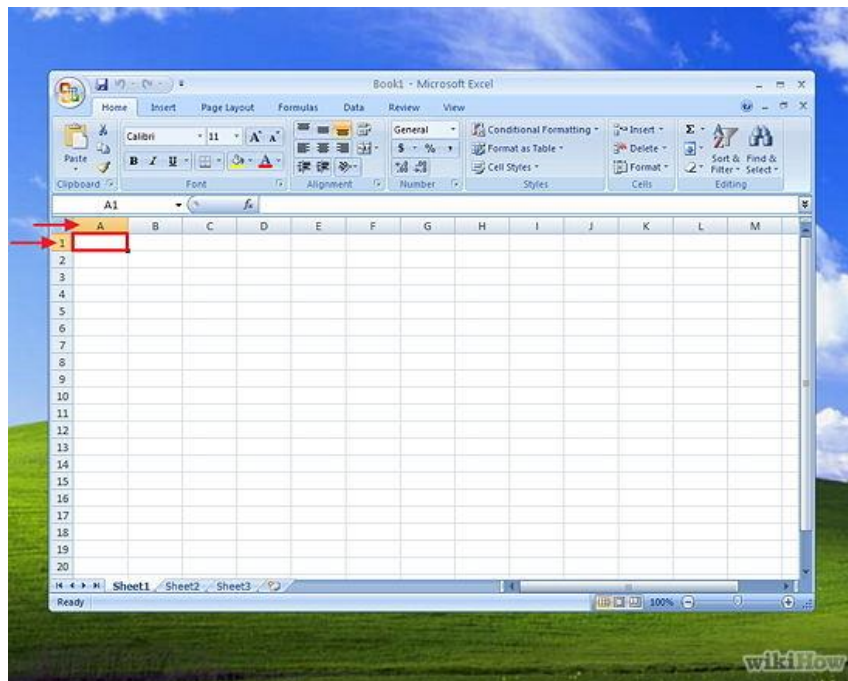 Book1 - Microsoft Excel
Home Insert Page Layout Formulas Data Review View
Calibri 11 A A General Conditional Formatting Insert Σ
Paste B I U A $ % , Format as Table Delete Sort & Find &
Cell Styles Format Filter Select
Clipboard Font Alignment Number Styles Cells Editing
A1 fx
A B C D E F G H I J K L M
1
2
3
4
5
6
7
8
9
10
11
12
13
14
15
16
17
18
19
20
Sheet1 Sheet2 Sheet3
Ready 100%
wikiHow